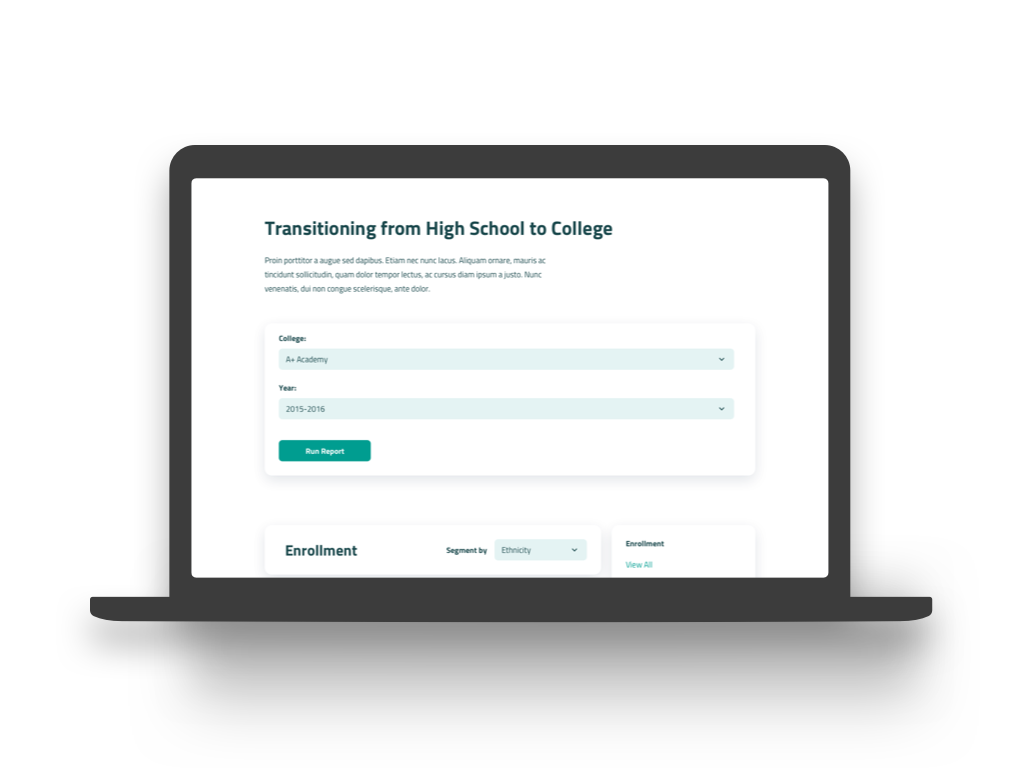 Transitioning from High School to College
Proin porttitor a augue sed dapibus. Etiam nec nunc lacus. Aliquam ornare, mauris ac
tincidunt sollicitudin, quam dolor tempor lectus, ac cursus diam ipsum a justo. Nunc
venenatis, dui non congue scelerisque, ante dolor.
College:
A+ Academy
Year:
2015-2016
Run Report
Enrollment
Segment by
Ethnicity
Enrollment
View All